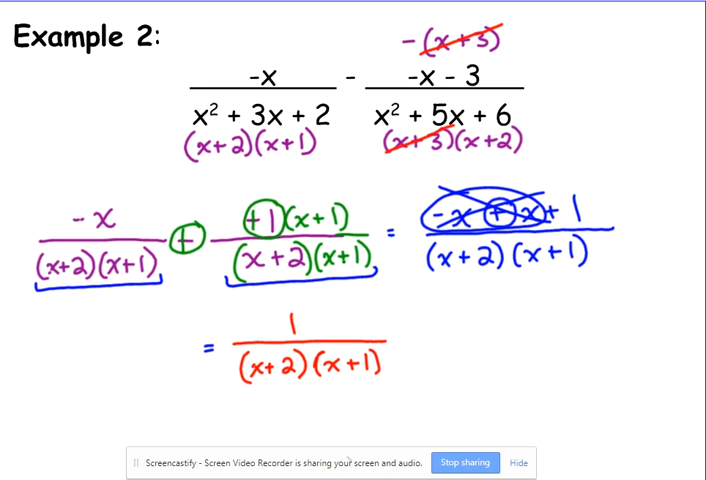 Example 2:
-(x+3)
-x - -x - 3
x² + 3x + 2 x² + 5x + 6
(x+2)(x+1) (x+3)(x+2)
-x + +1(x+1) = -x + x + 1
(x+2)(x+1) (x+2)(x+1) (x+2)(x+1)
= 1
(x+2)(x+1)
Screencastify - Screen Video Recorder is sharing your screen and audio. Stop sharing Hide